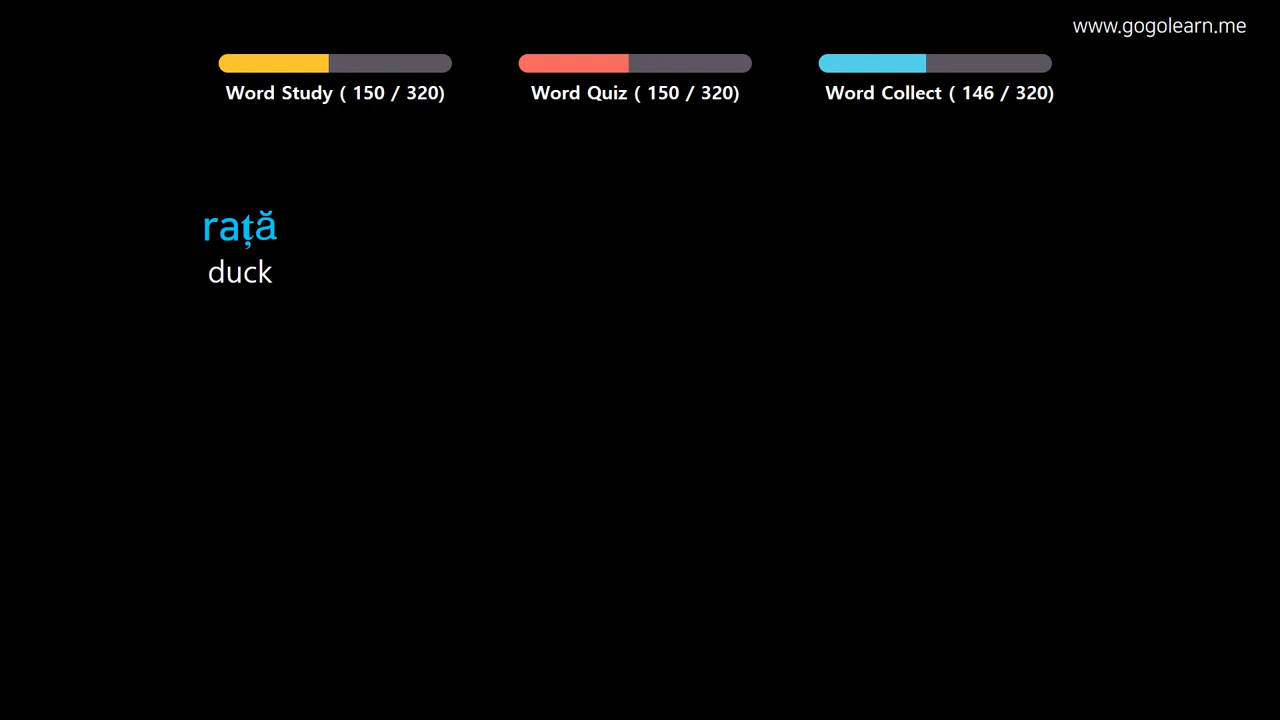 www.gogolearn.me
Word Study ( 150 / 320)
Word Quiz ( 150 / 320)
Word Collect ( 146 / 320)
rață
duck